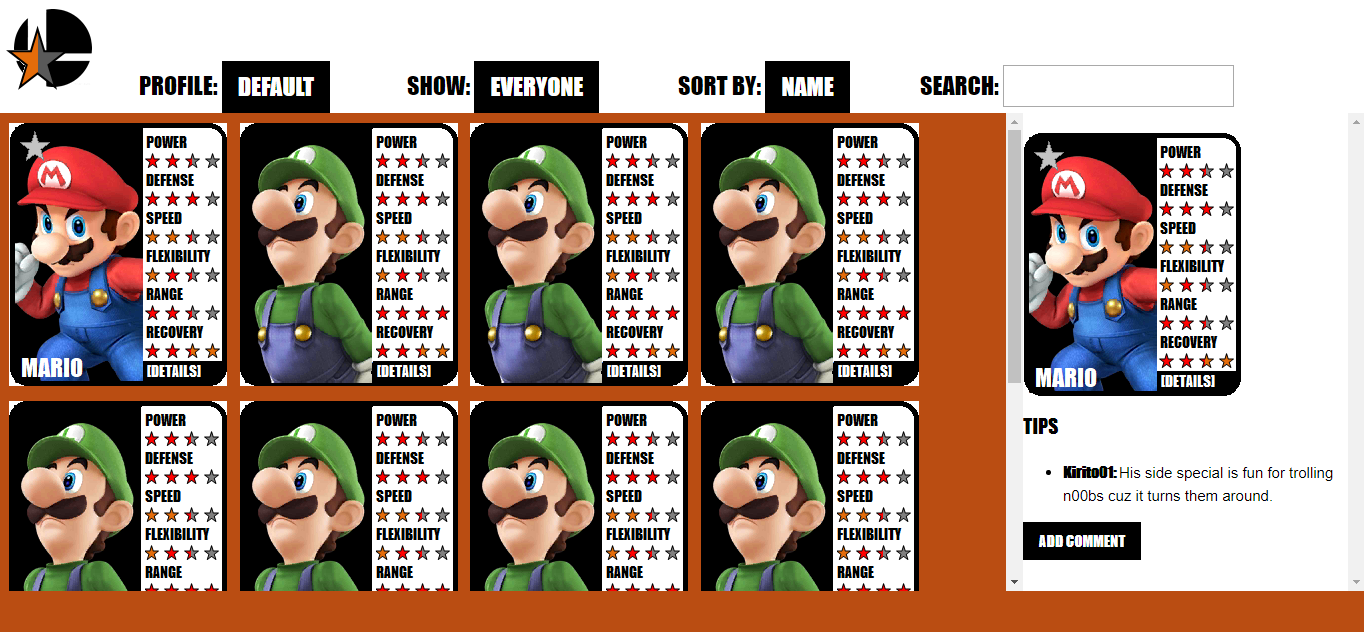 PROFILE: DEFAULT SHOW: EVERYONE SORT BY: NAME SEARCH:
POWER
DEFENSE
SPEED
FLEXIBILITY
RANGE
RECOVERY
MARIO [DETAILS]
POWER
DEFENSE
SPEED
FLEXIBILITY
RANGE
RECOVERY
[DETAILS]
POWER
DEFENSE
SPEED
FLEXIBILITY
RANGE
RECOVERY
[DETAILS]
POWER
DEFENSE
SPEED
FLEXIBILITY
RANGE
RECOVERY
[DETAILS]
POWER
DEFENSE
SPEED
FLEXIBILITY
RANGE
POWER
DEFENSE
SPEED
FLEXIBILITY
RANGE
POWER
DEFENSE
SPEED
FLEXIBILITY
RANGE
POWER
DEFENSE
SPEED
FLEXIBILITY
RANGE
M
POWER
DEFENSE
SPEED
FLEXIBILITY
RANGE
RECOVERY
MARIO [DETAILS]
TIPS
• Kirito01: His side special is fun for trolling
n00bs cuz it turns them around.
ADD COMMENT